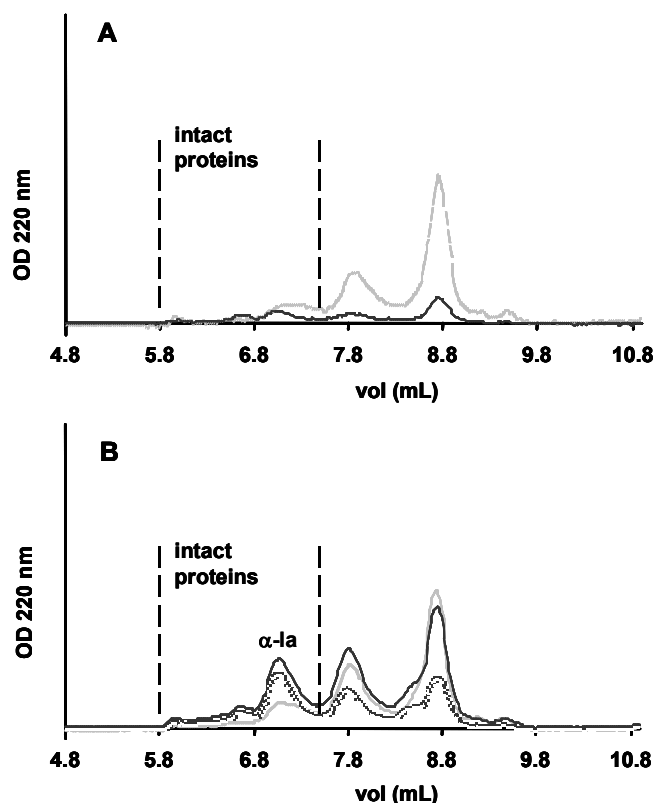 A
intact
proteins
OD 220 nm
4.8 5.8 6.8 7.8 8.8 9.8 10.8
vol (mL)
B
intact
proteins
α-la
OD 220 nm
4.8 5.8 6.8 7.8 8.8 9.8 10.8
vol (mL)